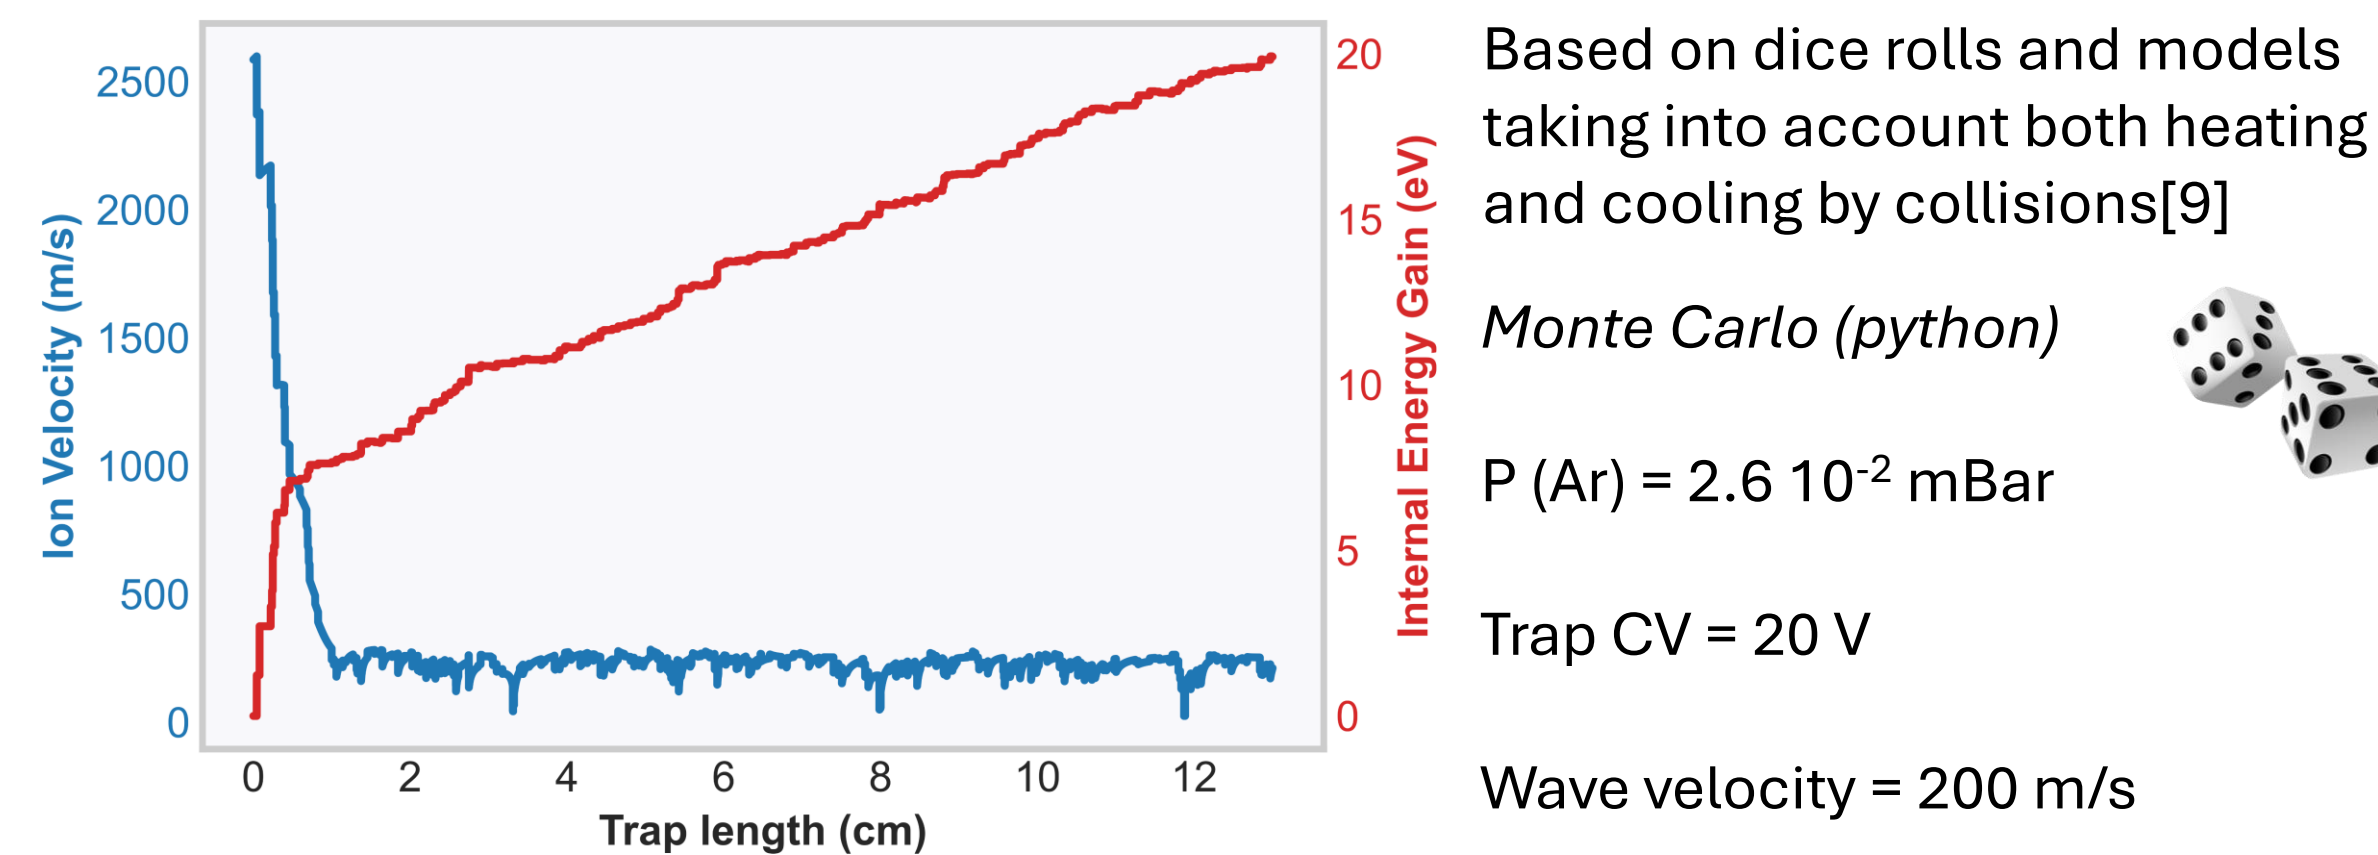 Ion Velocity (m/s)
2500
2000
1500
1000
500
0
20
15
10
5
0
Internal Energy Gain (eV)
0 2 4 6 8 10 12
Trap length (cm)
Based on dice rolls and models
taking into account both heating
and cooling by collisions[9]
Monte Carlo (python)
P (Ar) = 2.6 10⁻² mBar
Trap CV = 20 V
Wave velocity = 200 m/s